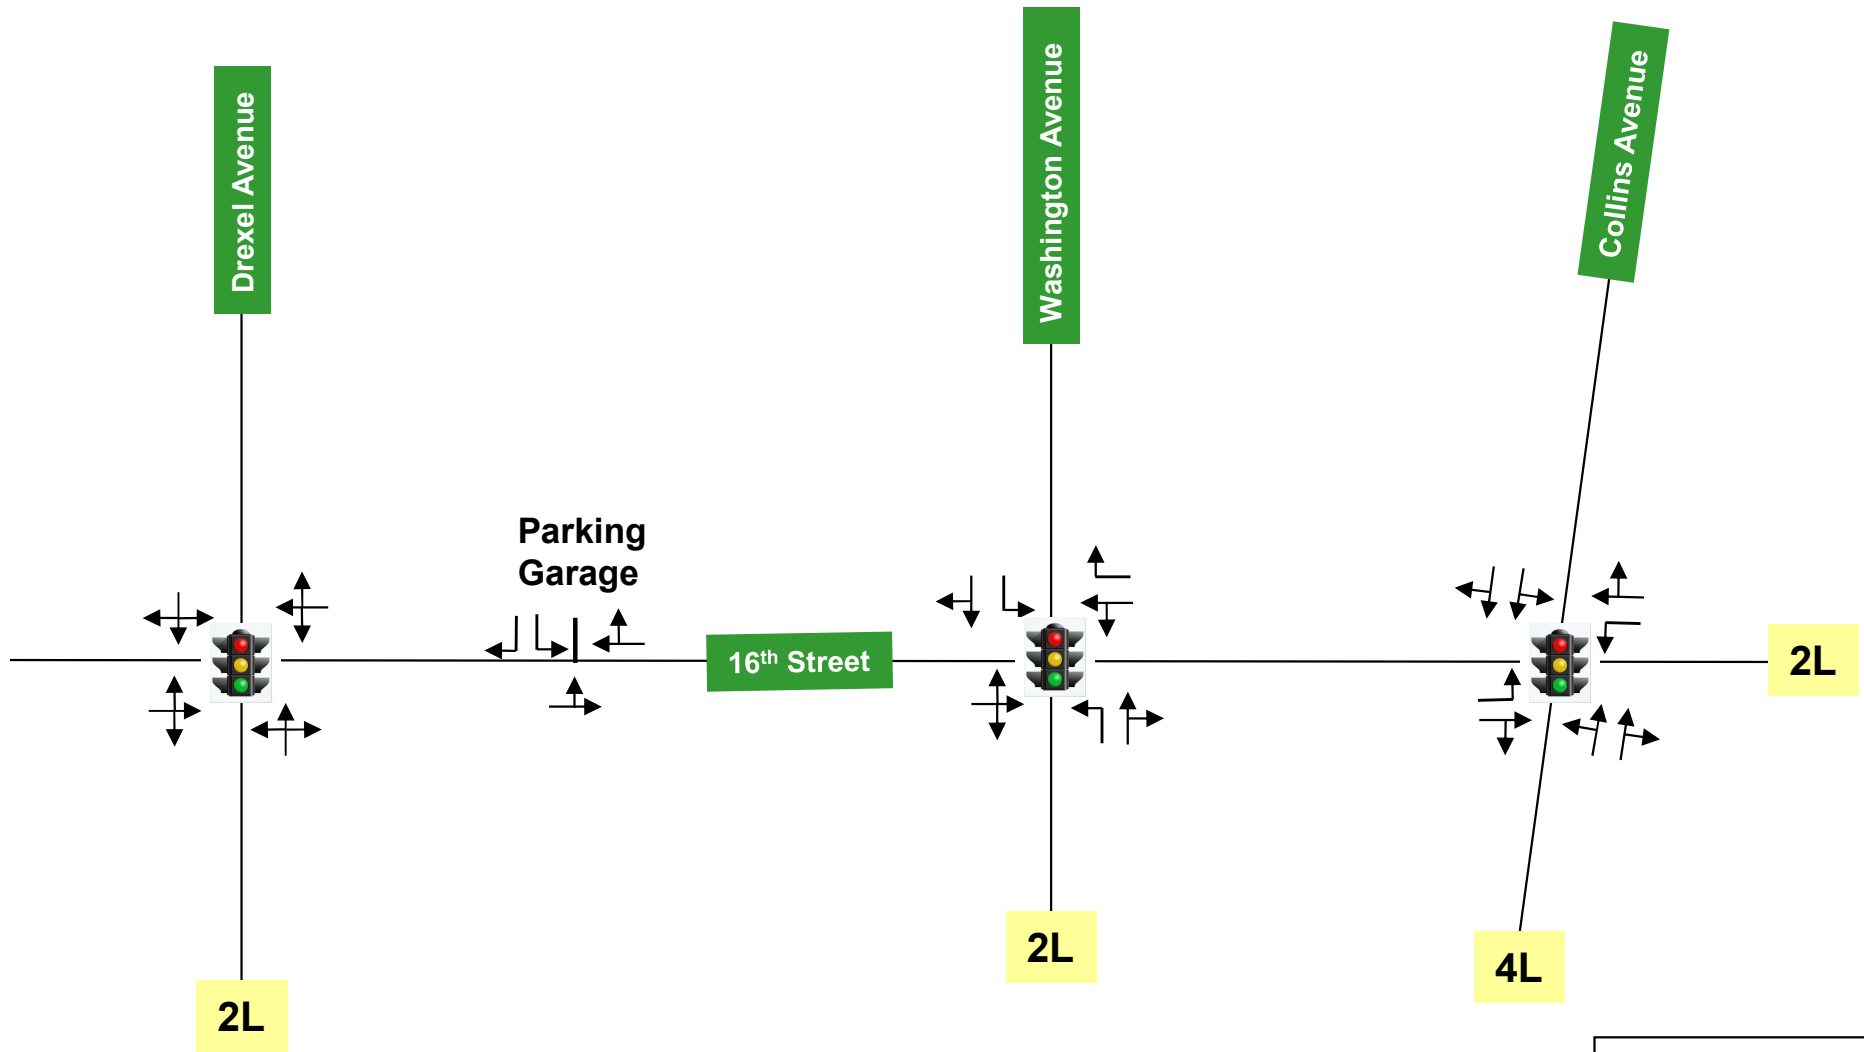 Drexel Avenue
Washington Avenue
Collins Avenue
Parking
Garage
16th Street
2L
2L
4L
2L